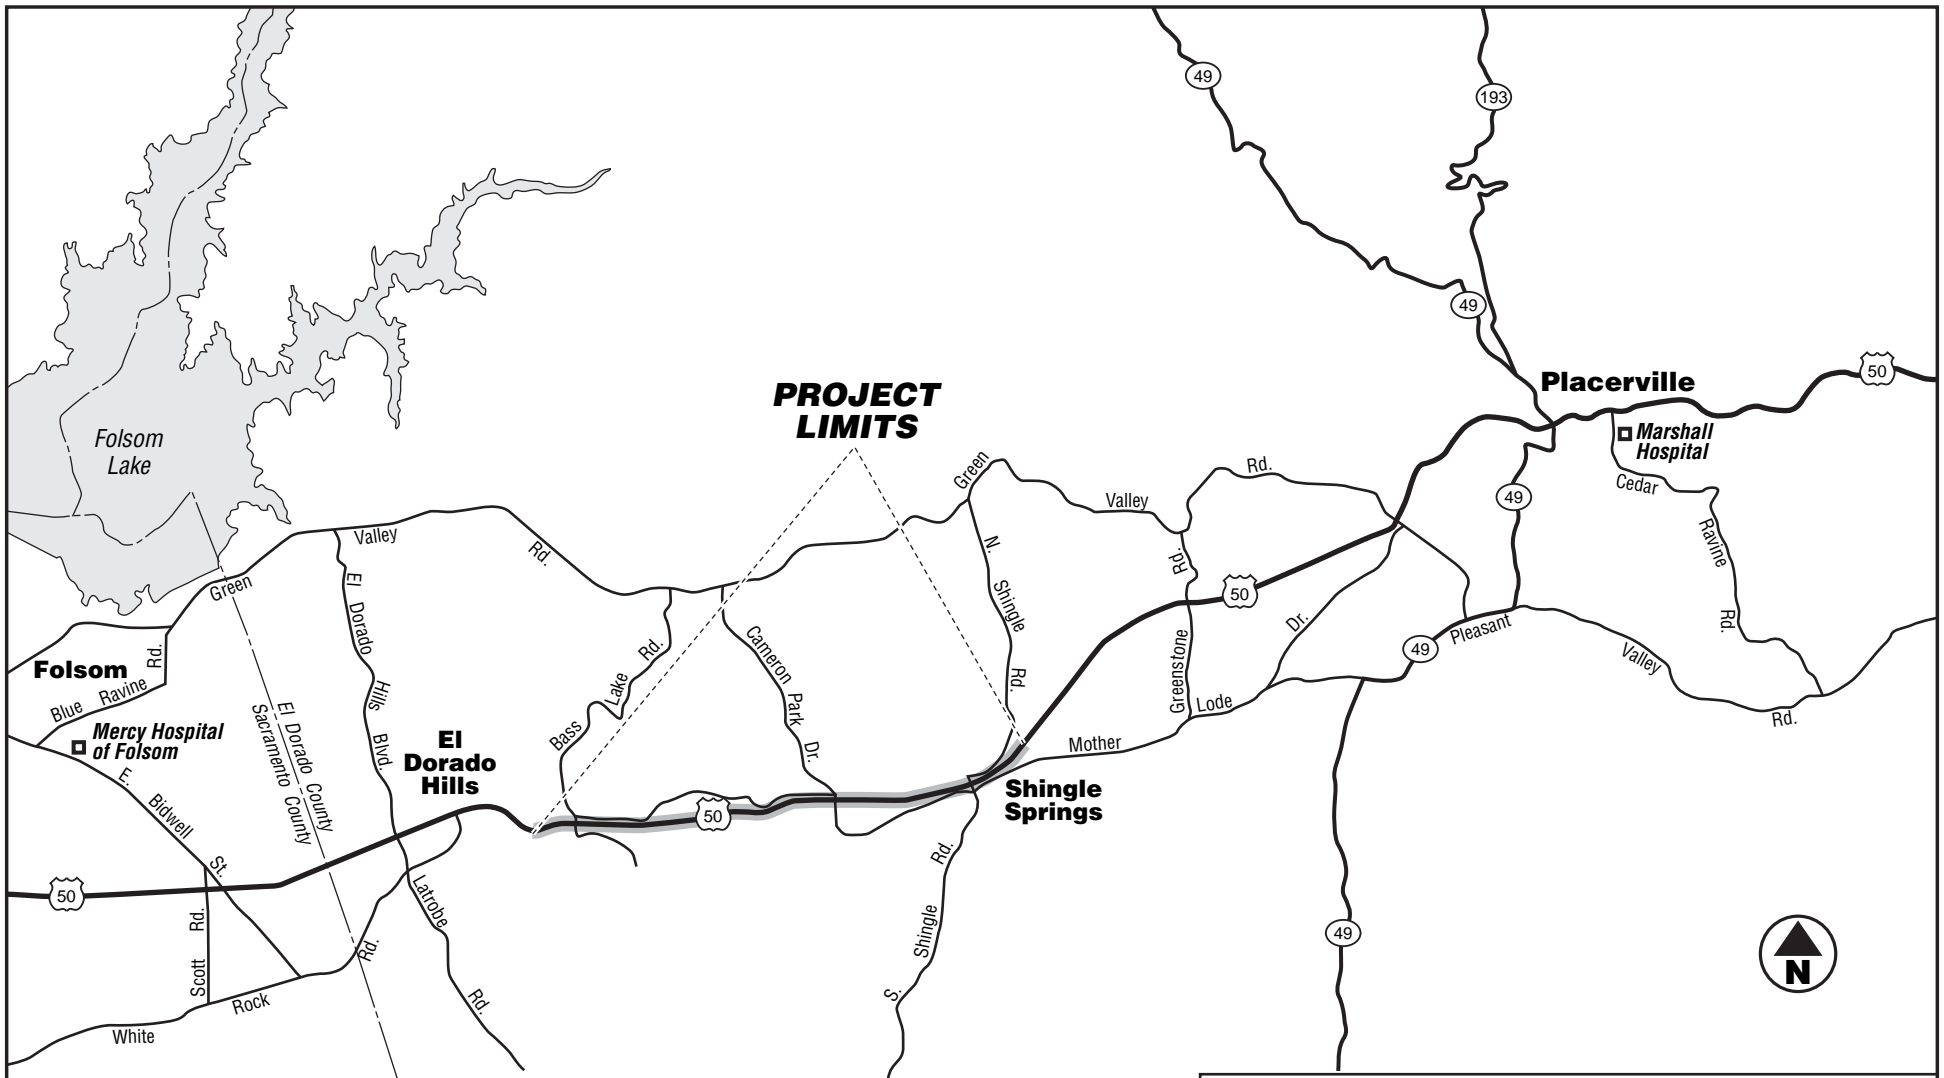 49
193
49
50
Placerville
PROJECT
LIMITS
Marshall
Hospital
Folsom
Lake
Green
Rd.
Cedar
Valley
49
Valley
Rd.
N.
Rd.
Ravine
Green
El
Dorado
Shingle
50
Dr.
Rd.
Pleasant
Folsom
Rd.
Cameron
Rd.
Greenstone
49
Valley
Blue
Ravine
Hills
Lake
Park
Rd.
Lode
Rd.
Mercy Hospital
of Folsom
El Dorado County
Sacramento County
Blvd.
El
Dorado
Hills
Bass
Dr.
Mother
E.
Bidwell
St.
50
Shingle
Springs
50
Rd.
Latrobe
Rd.
Scott
Rd.
Rd.
Shingle
S.
49
N
White
Rock